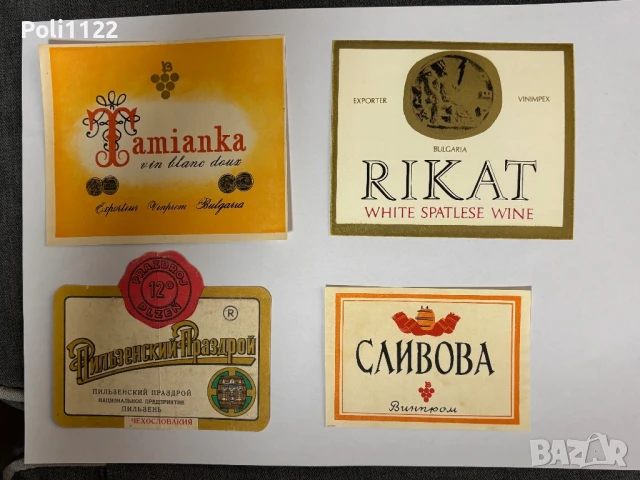 Poli1122
Tamianka
vin blanc doux
Exporteur Vinprom Bulgaria
EXPORTER
VINIMPEX
BULGARIA
RIKAT
WHITE SPATLESE WINE
PRAZDROJ
12°
PLZEN
®
Пильзенский Праздрой
ПИЛЬЗЕНСКИЙ ПРАЗДРОЙ
НАЦИОНАЛЬНОЕ ПРЕДПРИЯТИЕ
ПИЛЬЗЕНЬ
ЧЕХОСЛОВАКИЯ
СЛИВОВА
Винпром
BAZAR